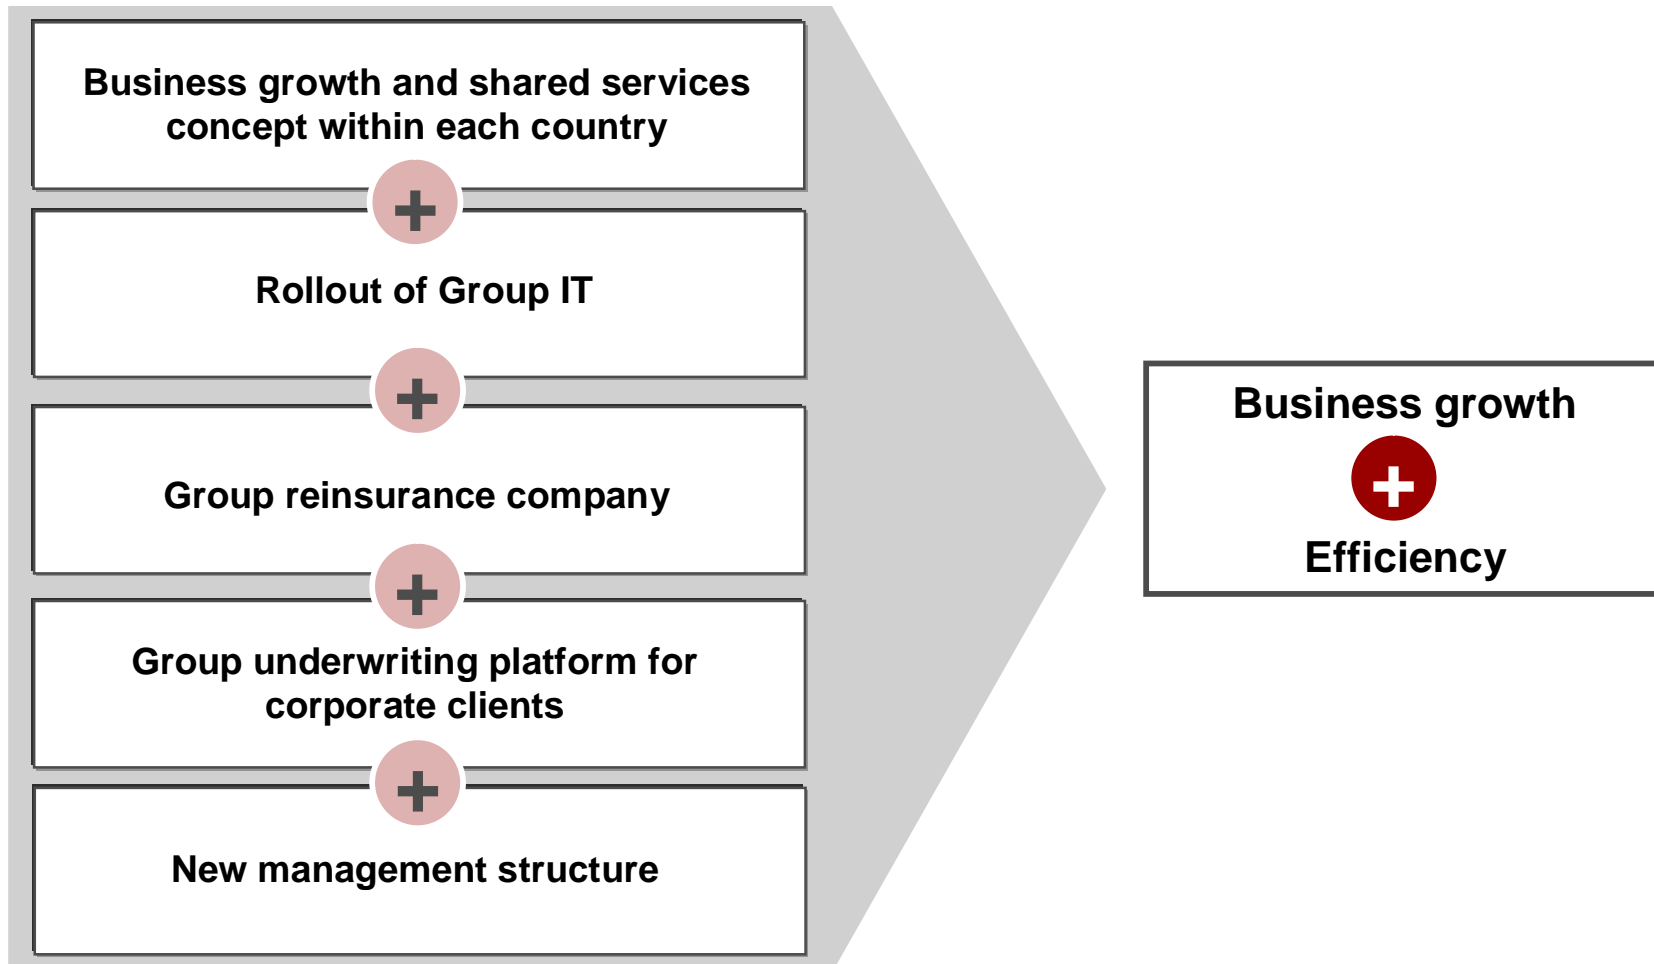 Business growth and shared services
concept within each country
+
Rollout of Group IT
+
Group reinsurance company
+
Group underwriting platform for
corporate clients
+
New management structure
Business growth
+
Efficiency